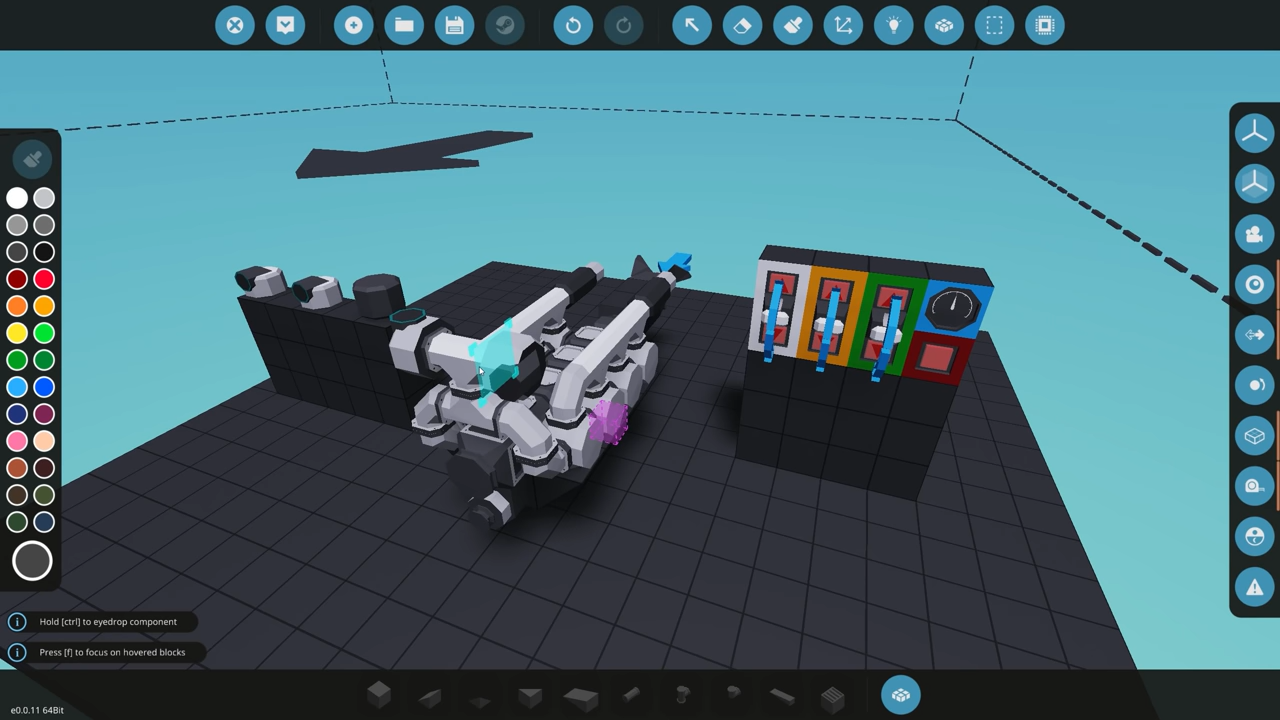 Hold [ctrl] to eyedrop component
Press [f] to focus on hovered blocks
e0.0.11 64Bit